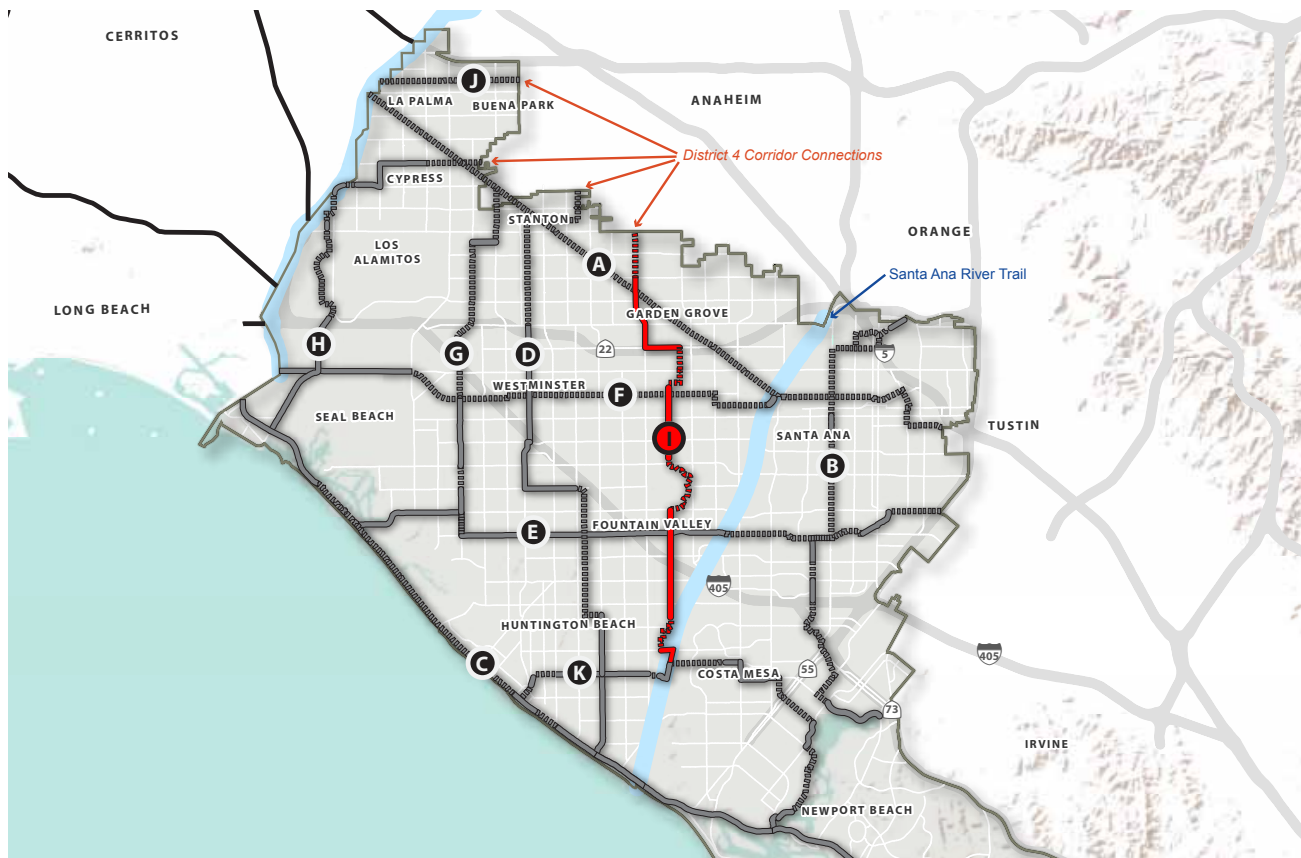 CERRITOS
J
LA PALMA
BUENA PARK
ANAHEIM
District 4 Corridor Connections
CYPRESS
STANTON
ORANGE
LOS
ALAMITOS
A
Santa Ana River Trail
LONG BEACH
GARDEN GROVE
H
G
D
22
5
WESTMINSTER
F
SEAL BEACH
I
SANTA ANA
TUSTIN
B
E
FOUNTAIN VALLEY
405
HUNTINGTON BEACH
405
C
K
COSTA MESA
55
73
IRVINE
NEWPORT BEACH